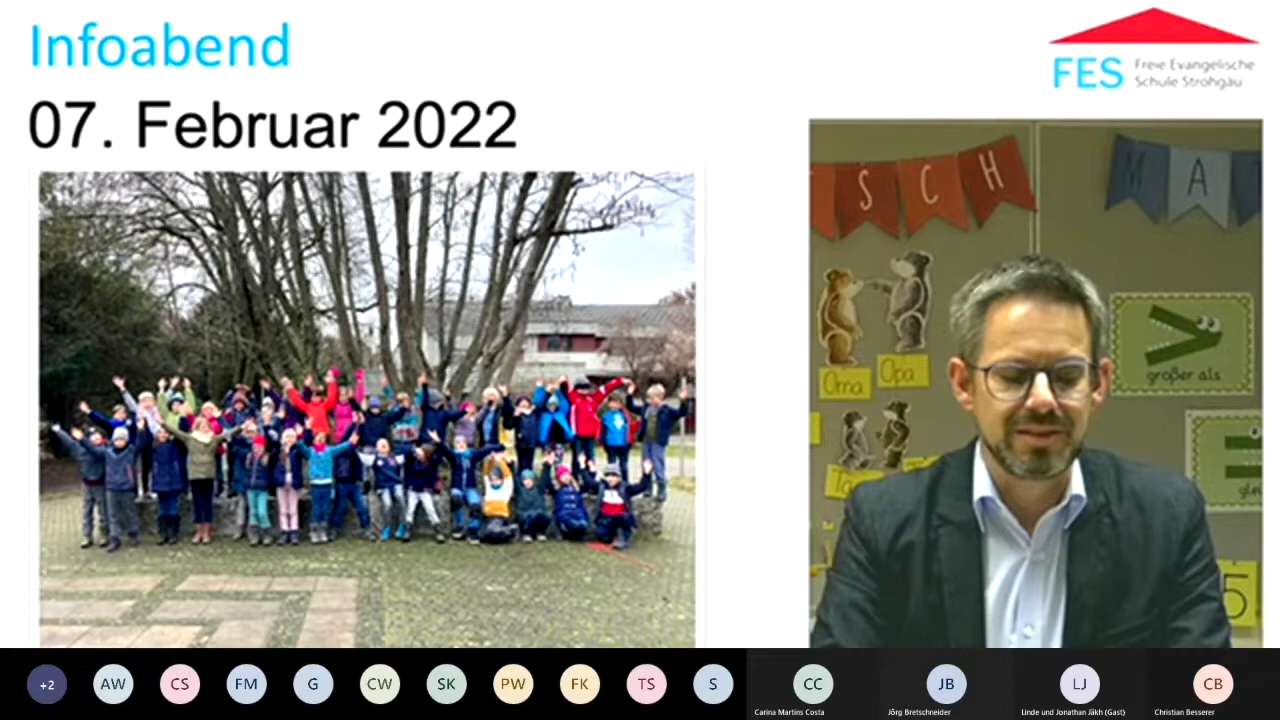 Infoabend
07. Februar 2022
FES
Freie Evangelische
Schule Strohgäu
S C H
M A
Oma
Opa
größer als
5
+2
AW
CS
FM
G
CW
SK
PW
FK
TS
S
CC
JB
LJ
CB
Carina Martins Costa
Jörg Bretschneider
Linde und Jonathan Jäkh (Gast)
Christian Besserer